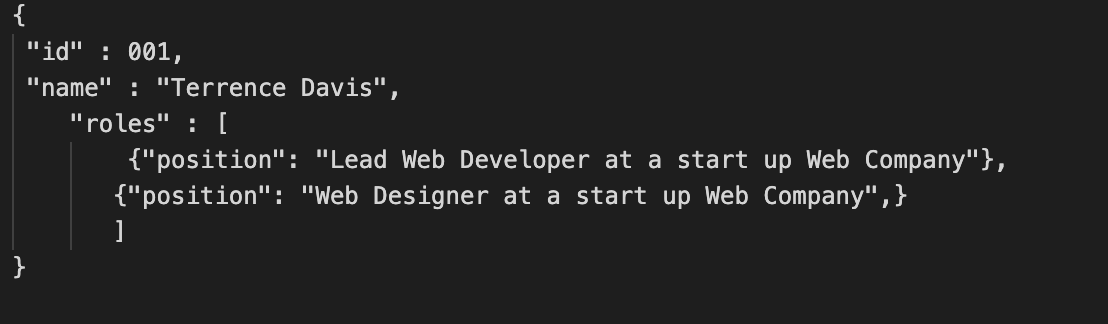 {
"id" : 001,
"name" : "Terrence Davis",
"roles" : [
{"position": "Lead Web Developer at a start up Web Company"},
{"position": "Web Designer at a start up Web Company",}
]
}